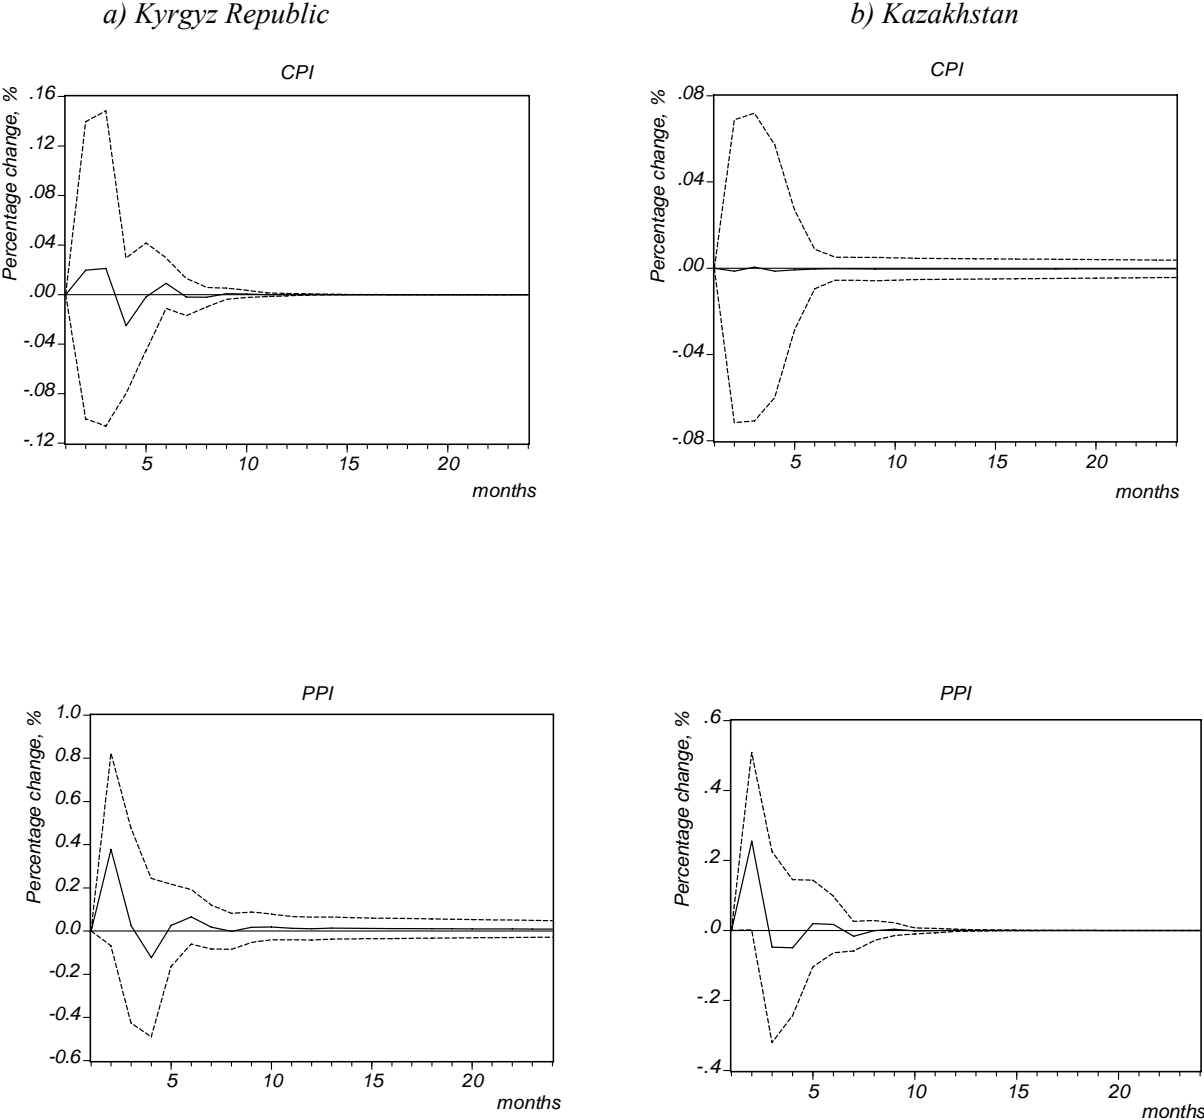 a) Kyrgyz Republic
b) Kazakhstan
CPI
Percentage change, %
.16
.12
.08
.04
.00
-.04
-.08
-.12
5 10 15 20
months
CPI
Percentage change, %
.08
.04
.00
-.04
-.08
5 10 15 20
months
PPI
Percentage change, %
1.0
0.8
0.6
0.4
0.2
0.0
-0.2
-0.4
-0.6
5 10 15 20
months
PPI
Percentage change, %
.6
.4
.2
.0
-.2
-.4
5 10 15 20
months